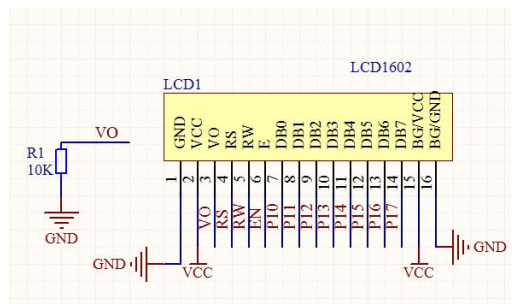 LCD1602
LCD1
GND VCC VO RS RW E DB0 DB1 DB2 DB3 DB4 DB5 DB6 DB7 BG/VCC BG/GND
VO
R1
10K
GND
1 2 3 4 5 6 7 8 9 10 11 12 13 14 15 16
VO RS RW EN P10 P11 P12 P13 P14 P15 P16 P17
GND
VCC
VCC
GND